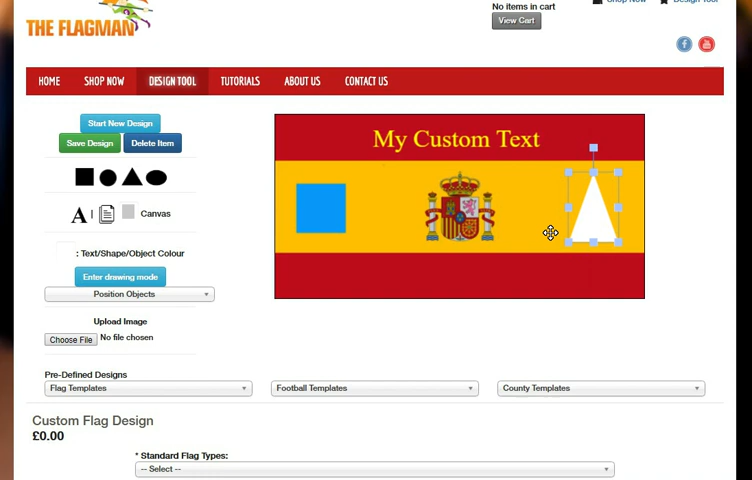 No items in cart
Shop Now
Design Tool
View Cart
THE FLAGMAN
HOME
SHOP NOW
DESIGN TOOL
TUTORIALS
ABOUT US
CONTACT US
Start New Design
Save Design
Delete Item
A
Canvas
: Text/Shape/Object Colour
Enter drawing mode
Position Objects
Upload Image
Choose File No file chosen
My Custom Text
Pre-Defined Designs
Flag Templates
Football Templates
County Templates
Custom Flag Design
£0.00
* Standard Flag Types:
-- Select --